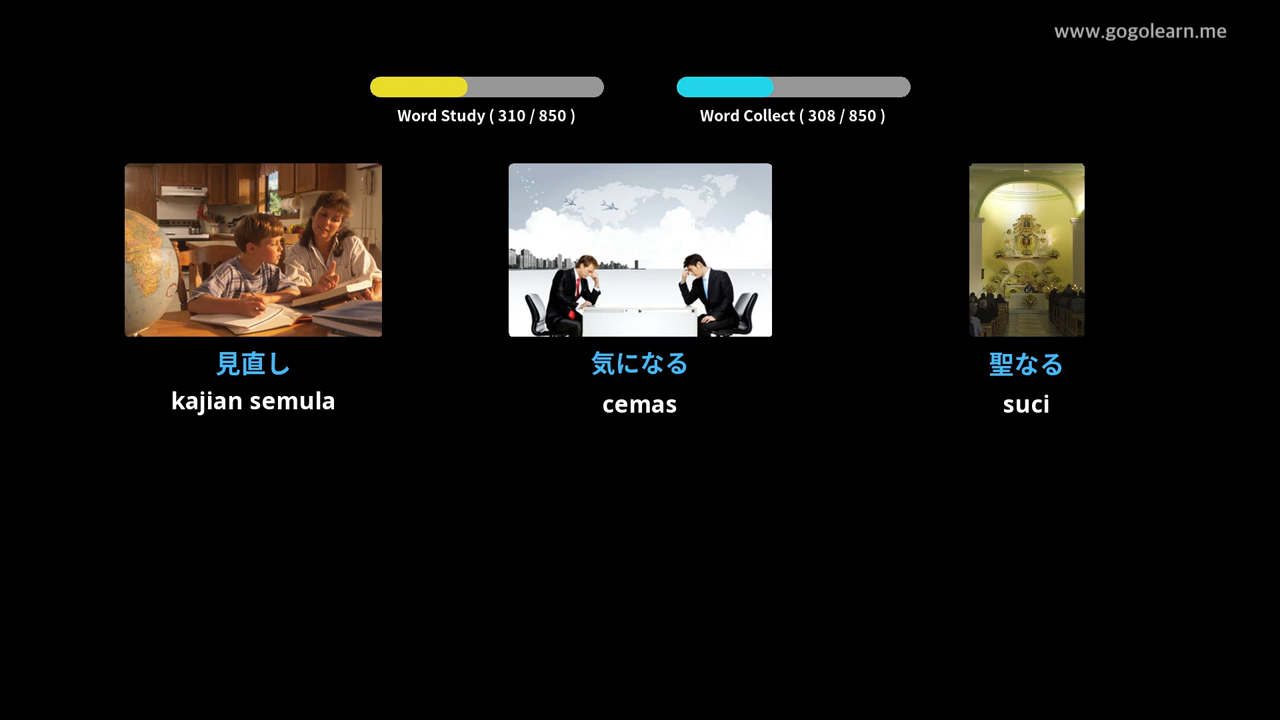 www.gogolearn.me
Word Study ( 310 / 850 )
Word Collect ( 308 / 850 )
見直し
kajian semula
気になる
cemas
聖なる
suci